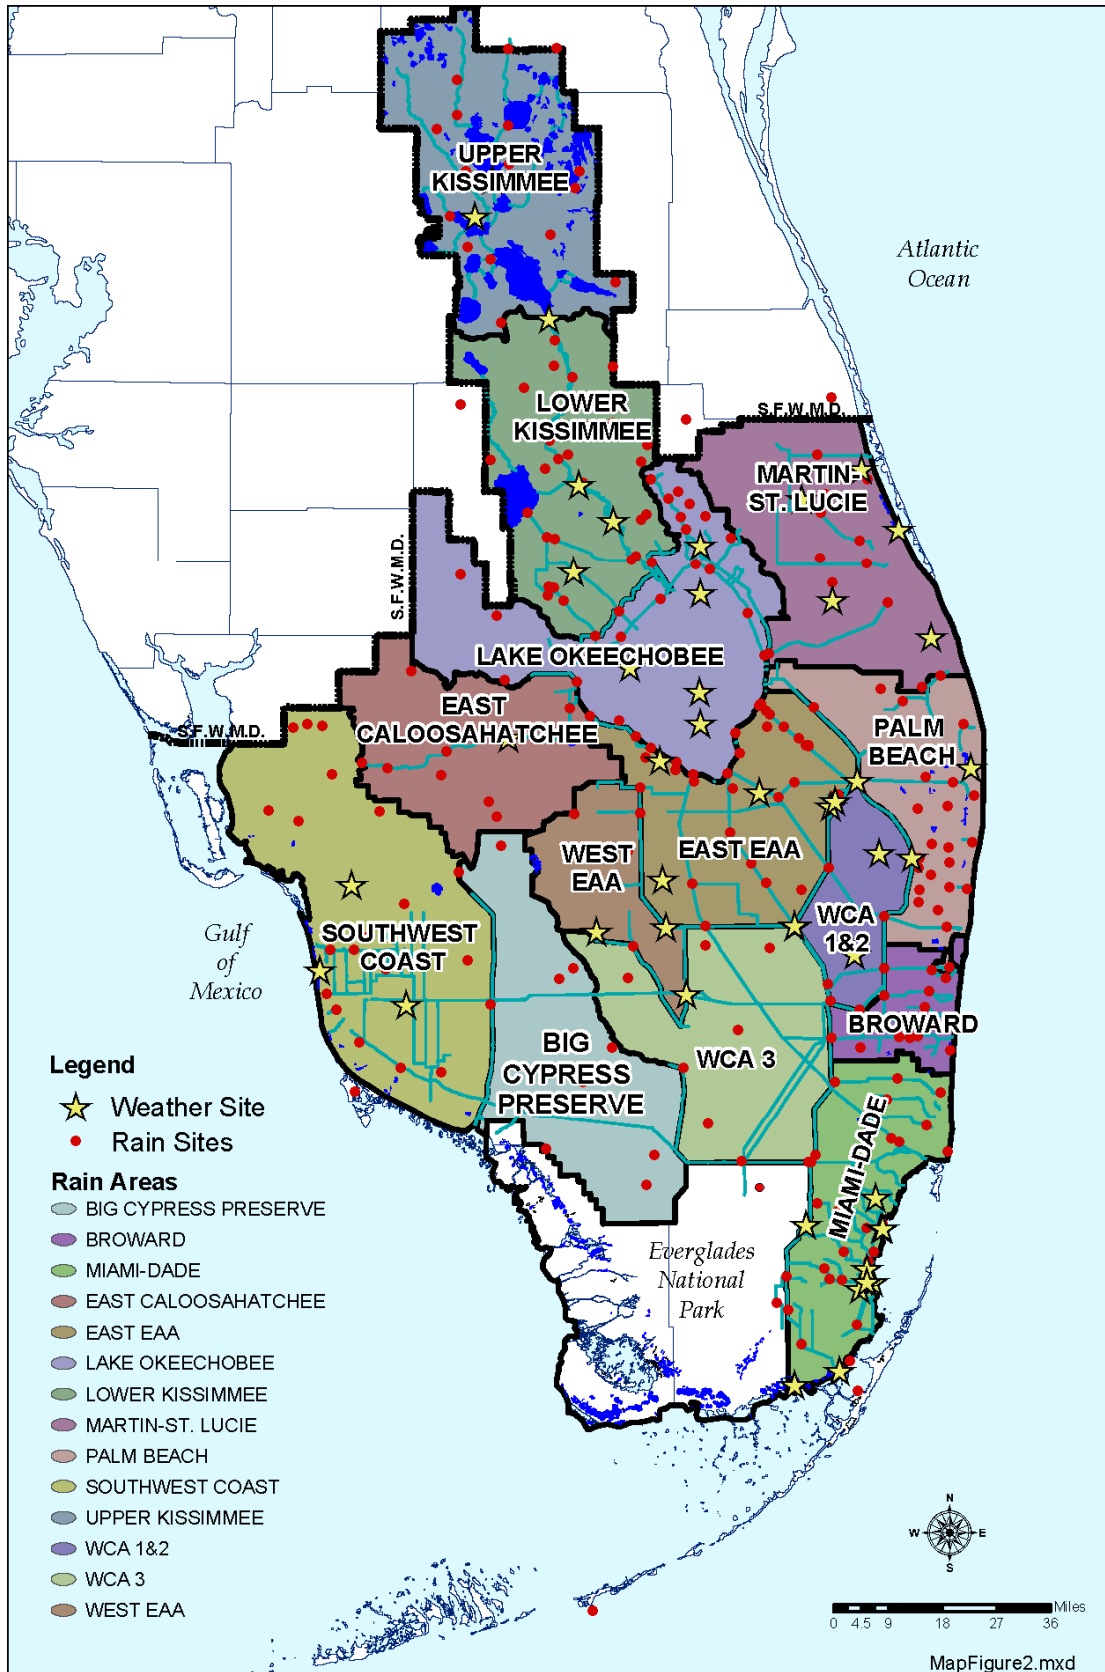 UPPER
KISSIMMEE
Atlantic
Ocean
S.F.W.M.D.
LOWER
KISSIMMEE
MARTIN-
ST. LUCIE
S.F.W.M.D.
LAKE OKEECHOBEE
EAST
CALOOSAHATCHEE
PALM
BEACH
S.F.W.M.D.
WEST
EAA
EAST EAA
WCA
1&2
Gulf
of
Mexico
SOUTHWEST
COAST
BROWARD
BIG
CYPRESS
PRESERVE
WCA 3
MIAMI-DADE
Everglades
National
Park
Legend
Weather Site
Rain Sites
Rain Areas
BIG CYPRESS PRESERVE
BROWARD
MIAMI-DADE
EAST CALOOSAHATCHEE
EAST EAA
LAKE OKEECHOBEE
LOWER KISSIMMEE
MARTIN-ST. LUCIE
PALM BEACH
SOUTHWEST COAST
UPPER KISSIMMEE
WCA 1&2
WCA 3
WEST EAA
N
W E
S
Miles
0 4.5 9 18 27 36
MapFigure2.mxd